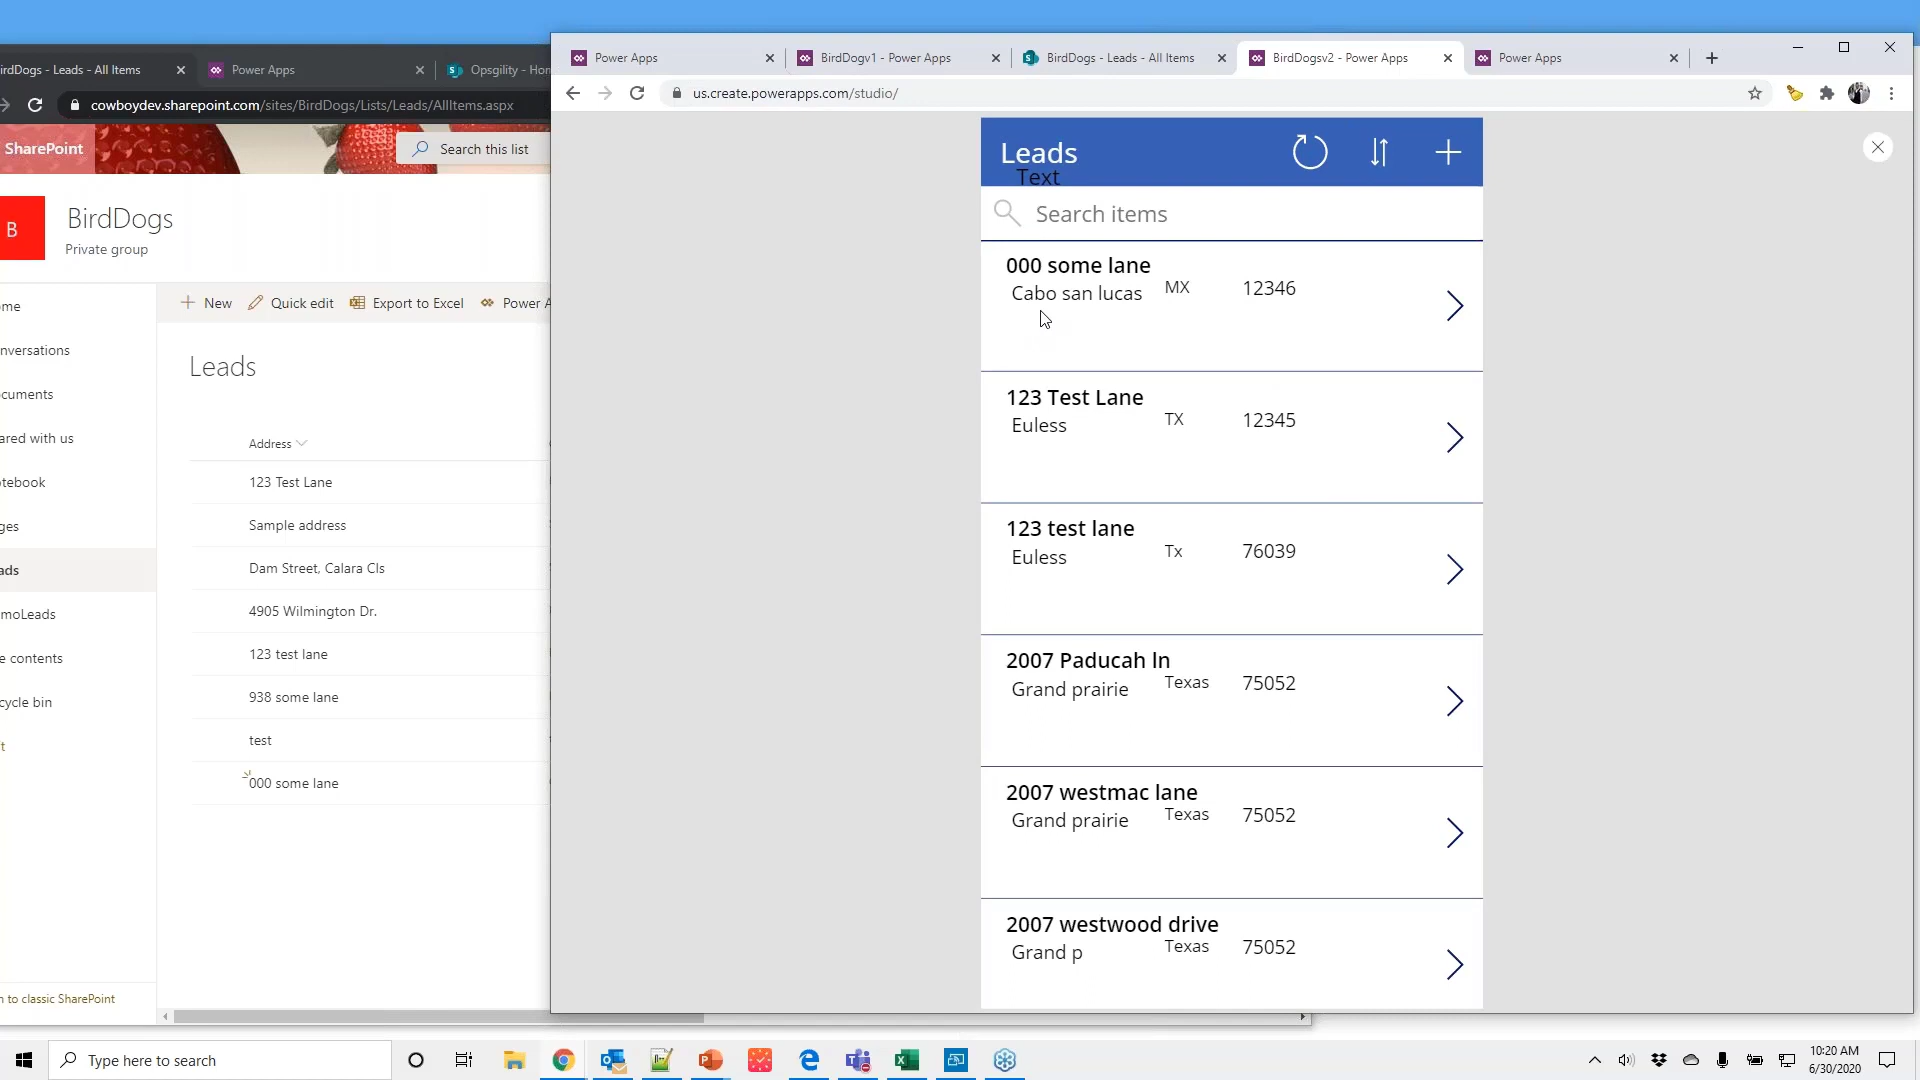 irdDogs - Leads - All Items
Power Apps
Opsgility - Hom
cowboydev.sharepoint.com/sites/BirdDogs/Lists/Leads/AllItems.aspx
SharePoint
Search this list
B
BirdDogs
Private group
ome
nversations
ocuments
ared with us
otebook
ges
ads
moLeads
e contents
cycle bin
t
n to classic SharePoint
New
Quick edit
Export to Excel
Power A
Leads
Address
123 Test Lane
Sample address
Dam Street, Calara Cls
4905 Wilmington Dr.
123 test lane
938 some lane
test
000 some lane
Power Apps
BirdDogv1 - Power Apps
BirdDogs - Leads - All Items
BirdDogsv2 - Power Apps
Power Apps
us.create.powerapps.com/studio/
Leads
Text
Search items
000 some lane
Cabo san lucas MX 12346
123 Test Lane
Euless TX 12345
123 test lane
Euless Tx 76039
2007 Paducah ln
Grand prairie Texas 75052
2007 westmac lane
Grand prairie Texas 75052
2007 westwood drive
Grand p Texas 75052
Type here to search
10:20 AM
6/30/2020